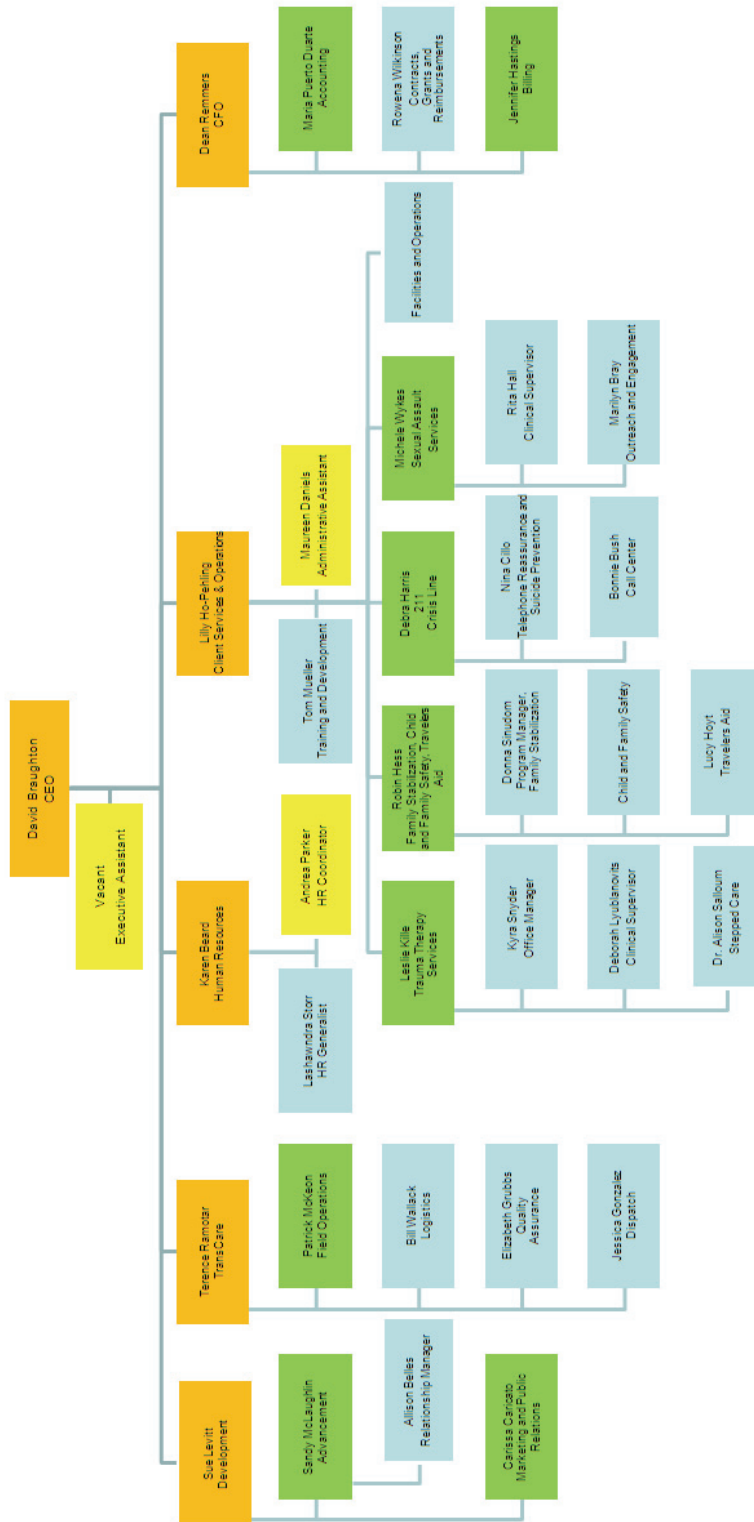 David Braughton
CEO
Vacant
Executive Assistant
Sue Levitt
Development
Terence Ramotar
TransCare
Karen Beard
Human Resources
Lilly Ho-Pehling
Client Services & Operations
Dean Remmers
CFO
Sandy McLaughlin
Advancement
Allison Belles
Relationship Manager
Carissa Caricato
Marketing and Public
Relations
Patrick McKeon
Field Operations
Bill Wallack
Logistics
Elizabeth Grubbs
Quality
Assurance
Jessica Gonzalez
Dispatch
Lashawndra Storr
HR Generalist
Andrea Parker
HR Coordinator
Tom Mueller
Training and Development
Maureen Daniels
Administrative Assistant
Leslie Kille
Trauma Therapy
Services
Kyra Snyder
Office Manager
Deborah Lyublanovits
Clinical Supervisor
Dr. Alison Salloum
Stepped Care
Robin Hess
Family Stabilization, Child
and Family Safety, Travelers
Aid
Donna Sinudom
Program Manager,
Family Stabilization
Child and Family Safety
Lucy Hoyt
Travelers Aid
Debra Harris
211
Crisis Line
Nina Cillo
Telephone Reassurance and
Suicide Prevention
Bonnie Bush
Call Center
Michele Wykes
Sexual Assault
Services
Rita Hall
Clinical Supervisor
Marilyn Bray
Outreach and Engagement
Facilities and Operations
Maria Puerto Duarte
Accounting
Rowena Wilkinson
Contracts,
Grants and
Reimbursements
Jennifer Hastings
Billing